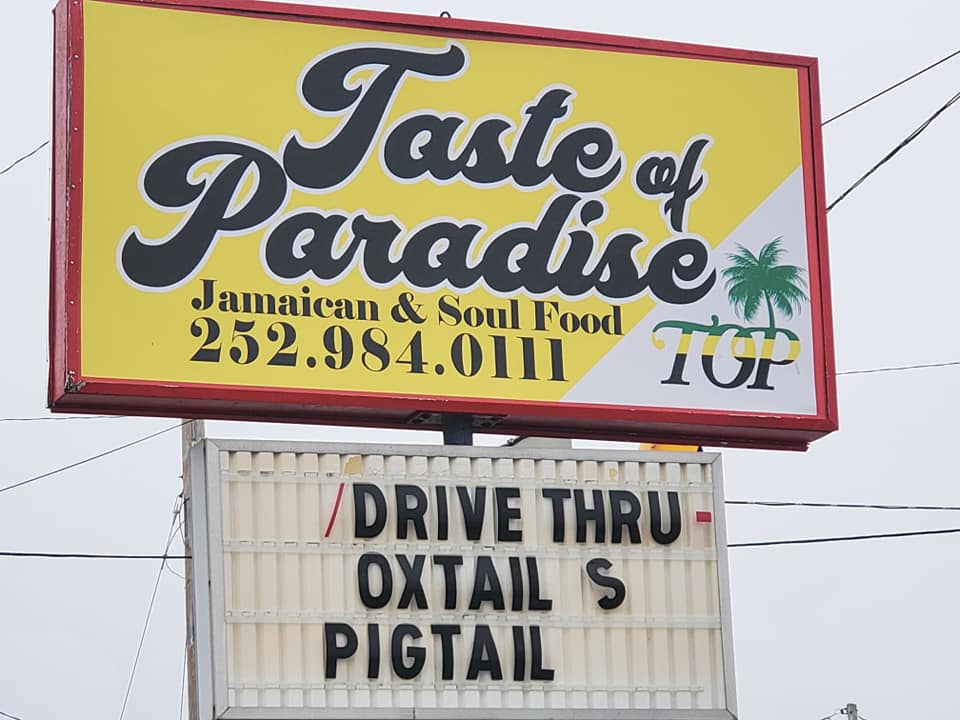 Taste of
Paradise
Jamaican & Soul Food
252.984.0111
TOP
/DRIVE THRU-
OXTAIL S
PIGTAIL